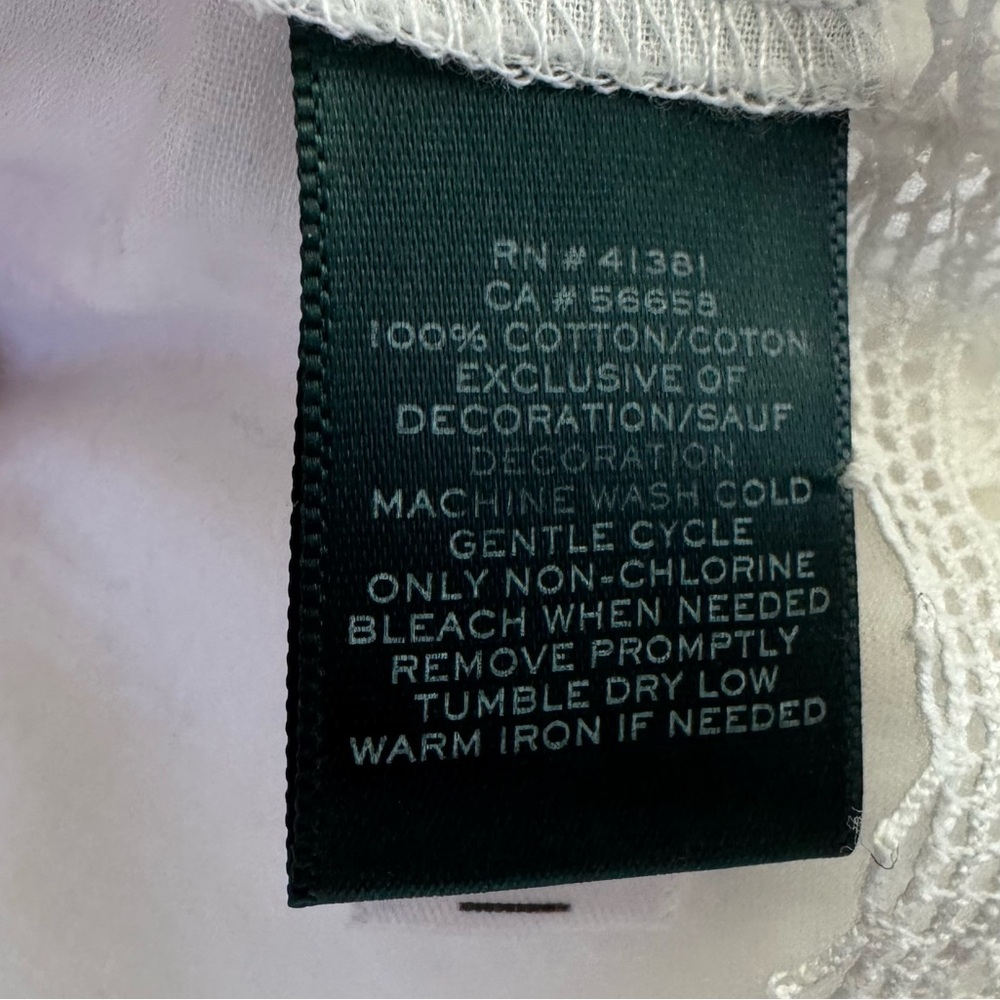 RN # 41381
CA # 56658
100% COTTON/COTON
EXCLUSIVE OF
DECORATION/SAUF
DECORATION
MACHINE WASH COLD
GENTLE CYCLE
ONLY NON-CHLORINE
BLEACH WHEN NEEDED
REMOVE PROMPTLY
TUMBLE DRY LOW
WARM IRON IF NEEDED